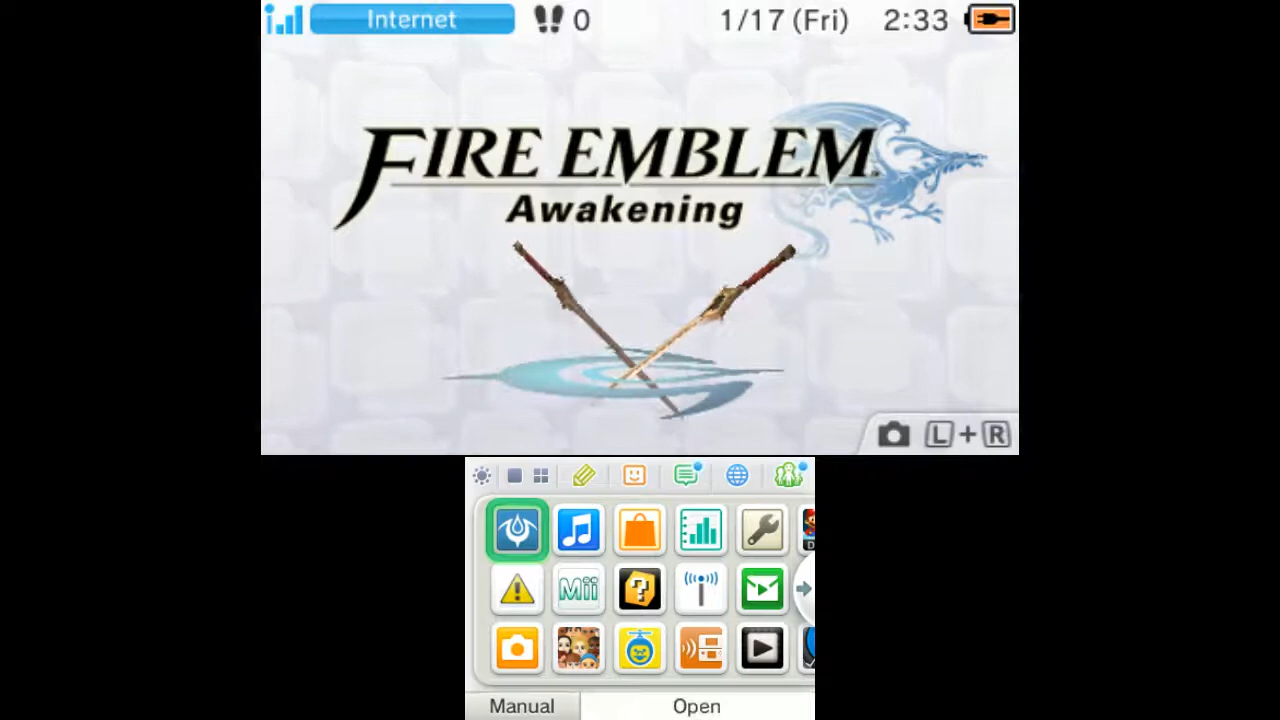 Internet
0
1/17 (Fri)
2:33
FIRE EMBLEM
Awakening
L + R
Mii
?
Manual
Open